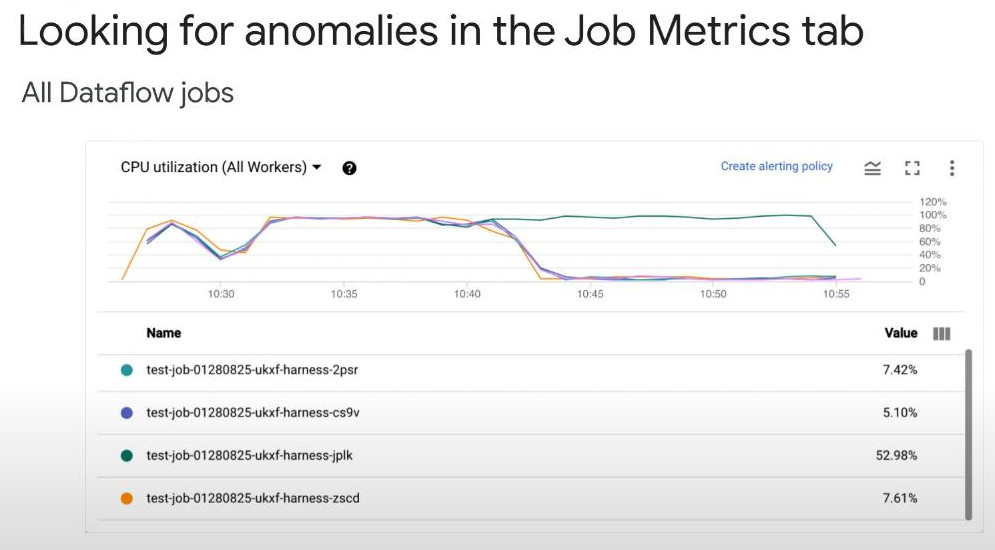 Looking for anomalies in the Job Metrics tab
All Dataflow jobs
CPU utilization (All Workers) ? Create alerting policy
120%
100%
80%
60%
40%
20%
0
10:30 10:35 10:40 10:45 10:50 10:55
Name Value
test-job-01280825-ukxf-harness-2psr 7.42%
test-job-01280825-ukxf-harness-cs9v 5.10%
test-job-01280825-ukxf-harness-jplk 52.98%
test-job-01280825-ukxf-harness-zscd 7.61%